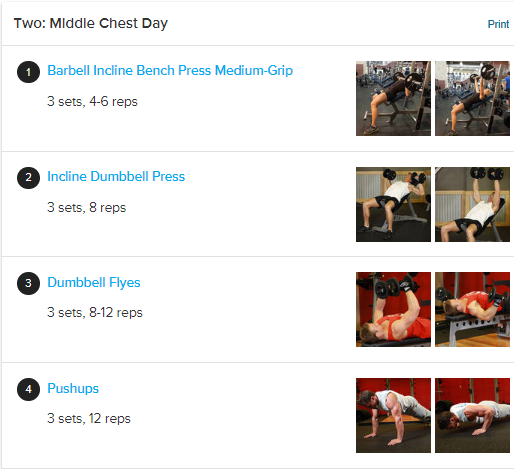 Two: Middle Chest Day
Print
1
Barbell Incline Bench Press Medium-Grip
3 sets, 4-6 reps
2
Incline Dumbbell Press
3 sets, 8 reps
3
Dumbbell Flyes
3 sets, 8-12 reps
4
Pushups
3 sets, 12 reps